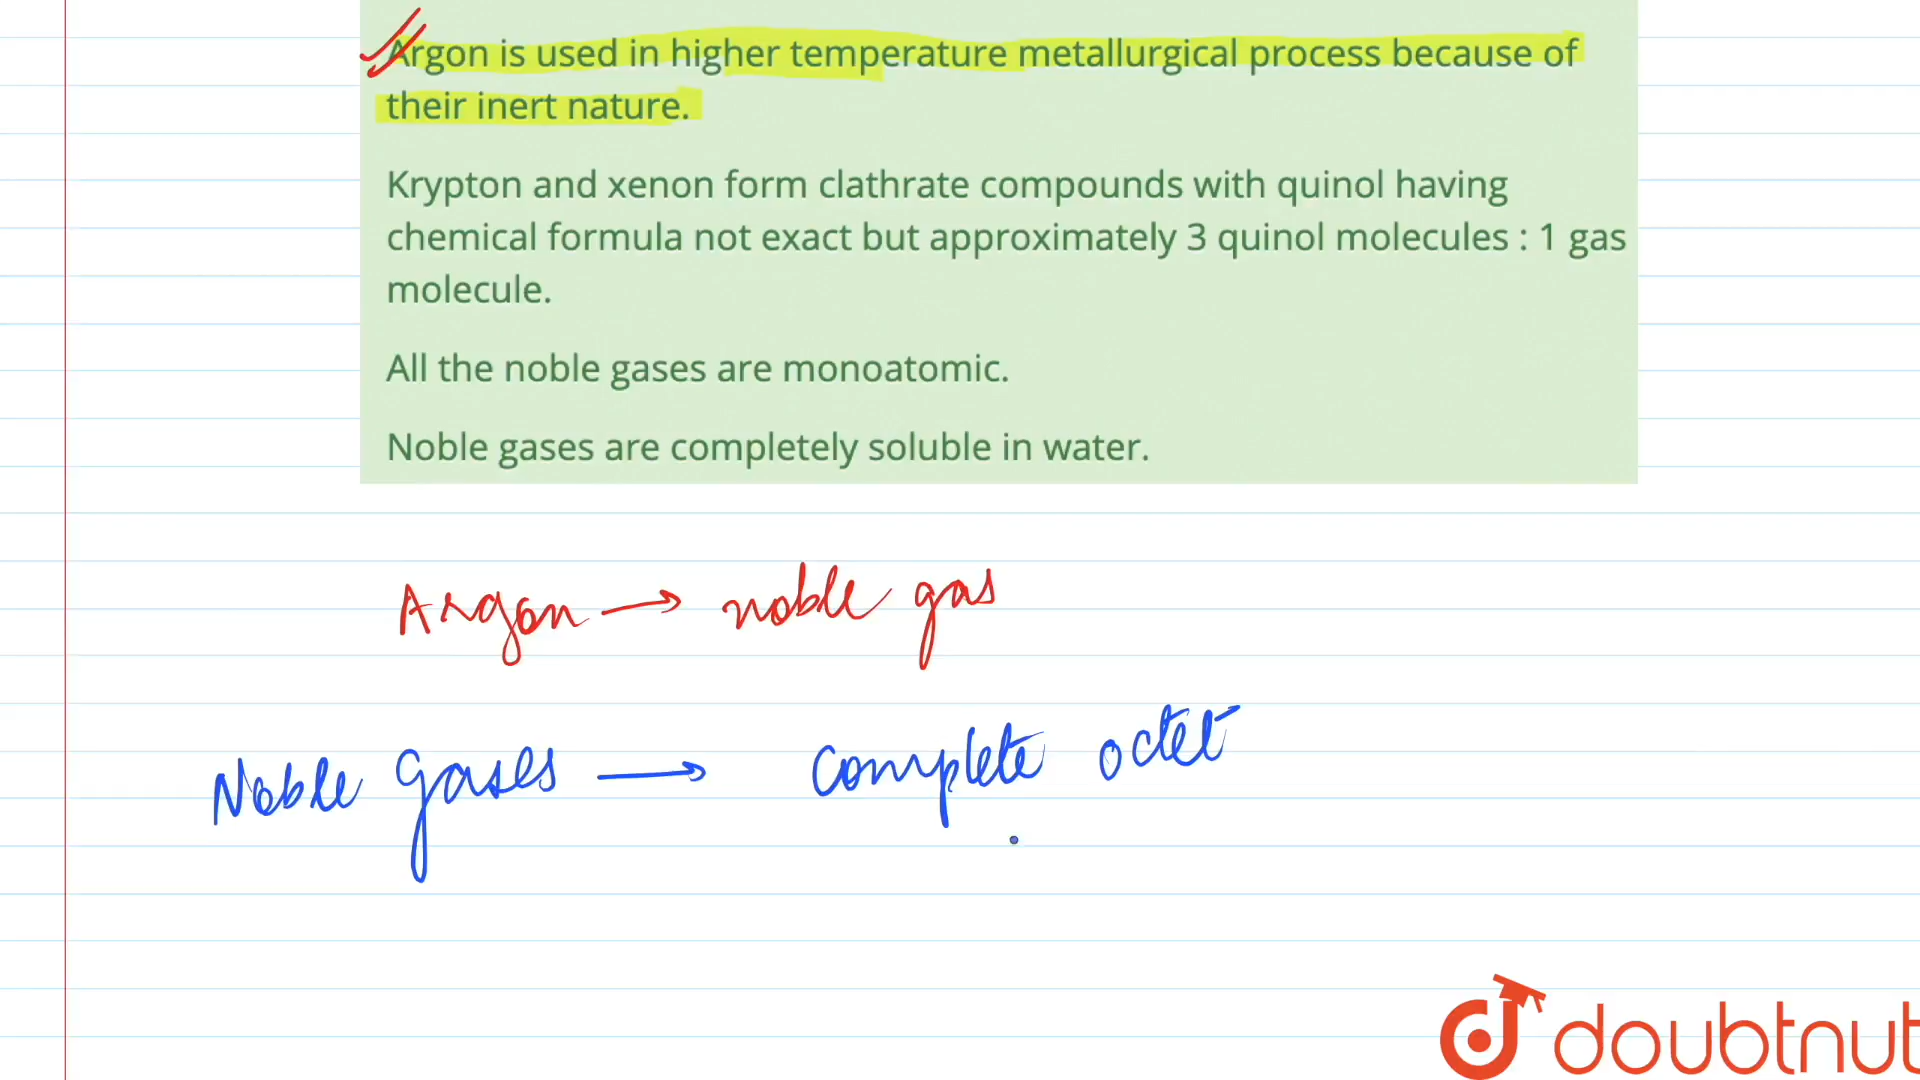 Argon is used in higher temperature metallurgical process because of
their inert nature.
Krypton and xenon form clathrate compounds with quinol having
chemical formula not exact but approximately 3 quinol molecules : 1 gas
molecule.
All the noble gases are monoatomic.
Noble gases are completely soluble in water.
Argon → noble gas
Noble gases → complete octet
doubtnut